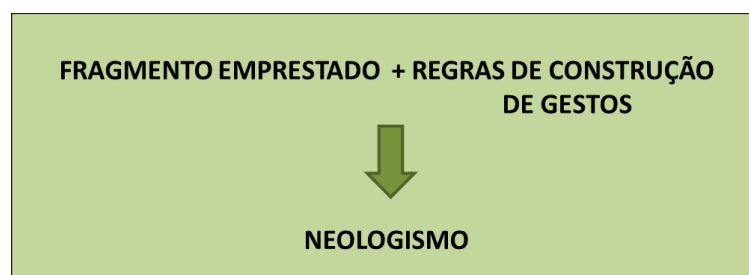 FRAGMENTO EMPRESTADO + REGRAS DE CONSTRUÇÃO
DE GESTOS
NEOLOGISMO